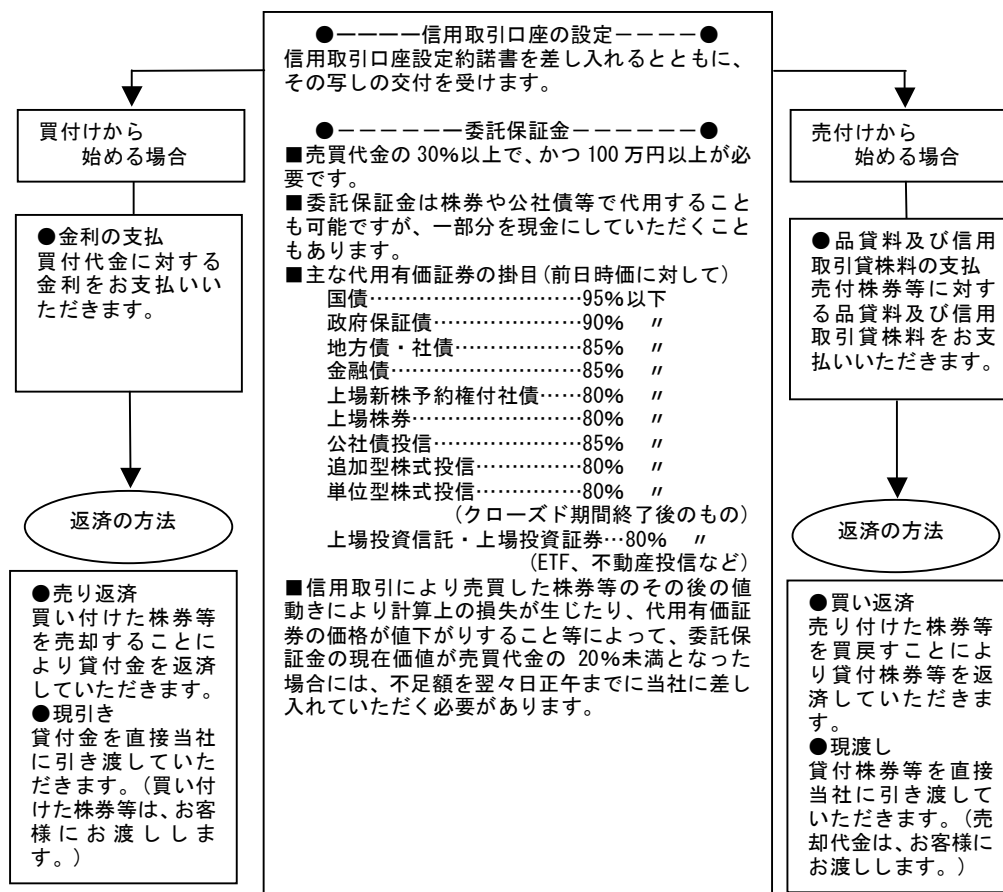 ●－－－－信用取引口座の設定－－－－●
信用取引口座設定約諾書を差し入れるとともに、
その写しの交付を受けます。
●－－－－－－委託保証金－－－－－－●
■売買代金の 30%以上で、かつ 100 万円以上が必
要です。
■委託保証金は株券や公社債等で代用すること
も可能ですが、一部分を現金にしていただくこと
もあります。
■主な代用有価証券の掛目(前日時価に対して)
国債…………………………95%以下
政府保証債…………………90% 〃
地方債・社債………………85% 〃
金融債………………………85% 〃
上場新株予約権付社債……80% 〃
上場株券……………………80% 〃
公社債投信…………………85% 〃
追加型株式投信……………80% 〃
単位型株式投信……………80% 〃
(クローズド期間終了後のもの)
上場投資信託・上場投資証券…80% 〃
(ETF、不動産投信など)
■信用取引により売買した株券等のその後の値
動きにより計算上の損失が生じたり、代用有価証
券の価格が値下がりすること等によって、委託保
証金の現在価値が売買代金の 20%未満となった
場合には、不足額を翌々日正午までに当社に差し
入れていただく必要があります。
買付けから
始める場合
●金利の支払
買付代金に対する
金利をお支払いい
ただきます。
返済の方法
●売り返済
買い付けた株券等
を売却することに
より貸付金を返済
していただきます。
●現引き
貸付金を直接当社
に引き渡していた
だきます。(買い付
けた株券等は、お客
様にお渡ししま
す。)
売付けから
始める場合
●品貸料及び信用
取引貸株料の支払
売付株券等に対す
る品貸料及び信用
取引貸株料をお支
払いいただきます。
返済の方法
●買い返済
売り付けた株券等
を買戻すことによ
り貸付株券等を返
済していただきま
す。
●現渡し
貸付株券等を直接
当社に引き渡して
いただきます。(売
却代金は、お客様に
お渡しします。)